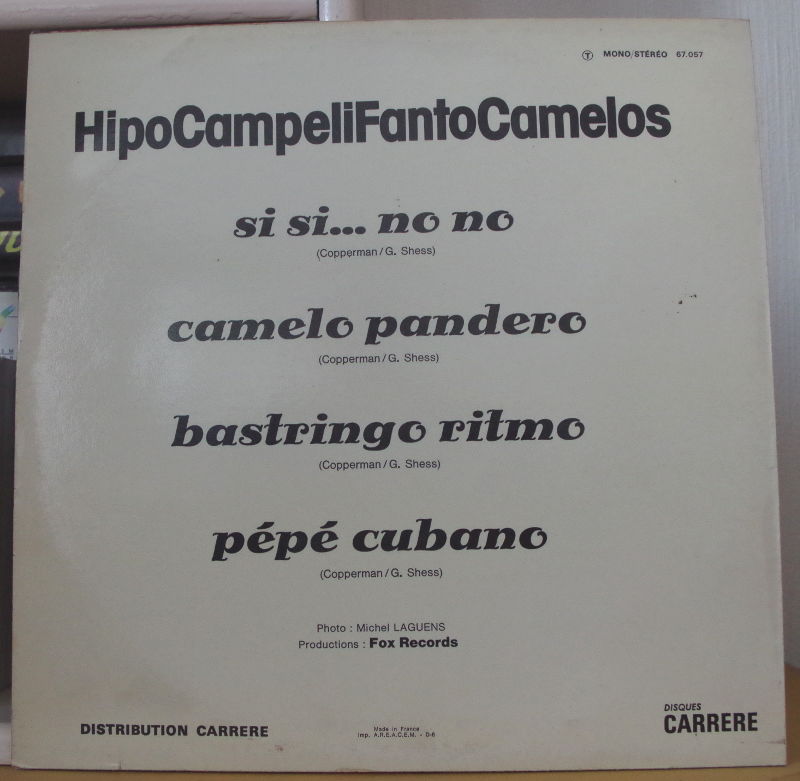 Ⓣ MONO/STÉRÉO 67.057
HipoCampeliFantoCamelos
si si... no no
(Copperman/G. Shess)
camelo pandero
(Copperman/G. Shess)
bastringo ritmo
(Copperman/G. Shess)
pépé cubano
(Copperman/G. Shess)
Photo : Michel LAGUENS
Productions : Fox Records
DISTRIBUTION CARRERE
Made in France
Imp. A.R.E.A.C.E.M. - D-6
DISQUES
CARRERE